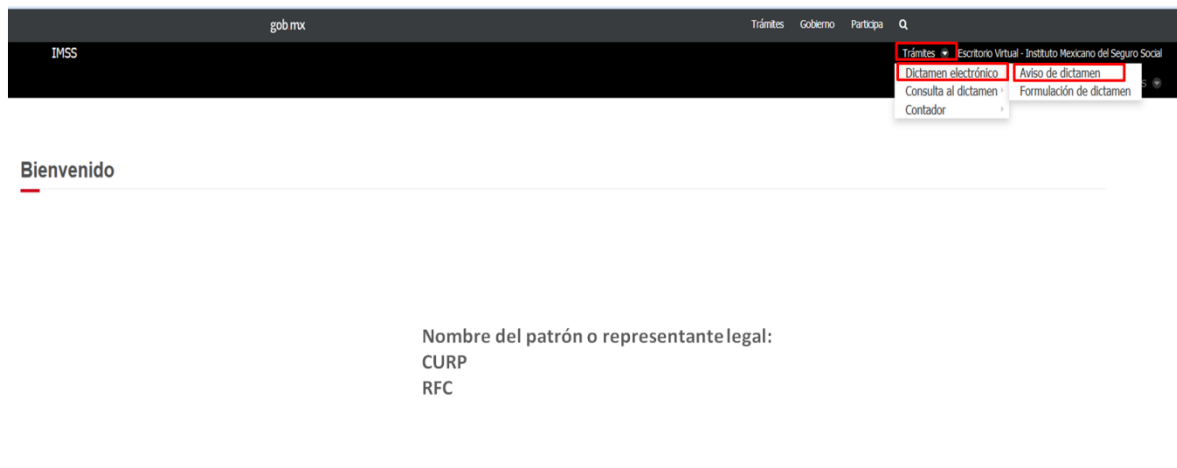 gob mx Trámites Gobierno Participa
IMSS Trámites Escritorio Virtual - Instituto Mexicano del Seguro Social
Dictamen electrónico Aviso de dictamen
Consulta al dictamen Formulación de dictamen
Contador
Bienvenido
Nombre del patrón o representante legal:
CURP
RFC